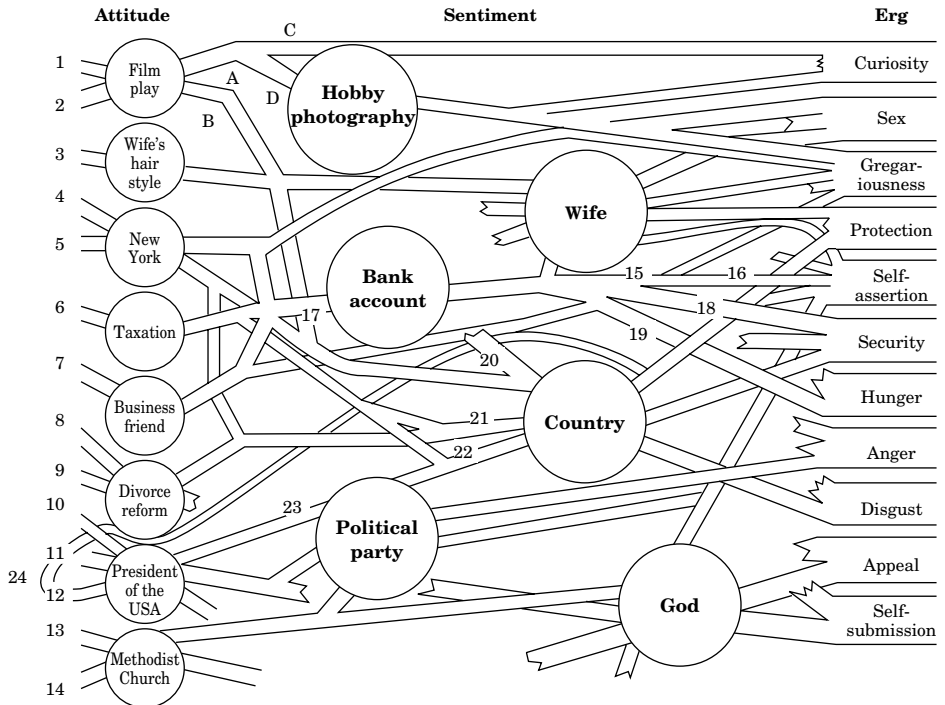 Attitude
Sentiment
Erg
1
2
3
4
5
6
7
8
9
10
11
24
12
13
14
Film
play
Wife's
hair
style
New
York
Taxation
Business
friend
Divorce
reform
President
of the
USA
Methodist
Church
C
A
D
B
Hobby
photography
Wife
Bank
account
Country
Political
party
God
15
16
17
18
19
20
21
22
23
Curiosity
Sex
Gregar-
iousness
Protection
Self-
assertion
Security
Hunger
Anger
Disgust
Appeal
Self-
submission